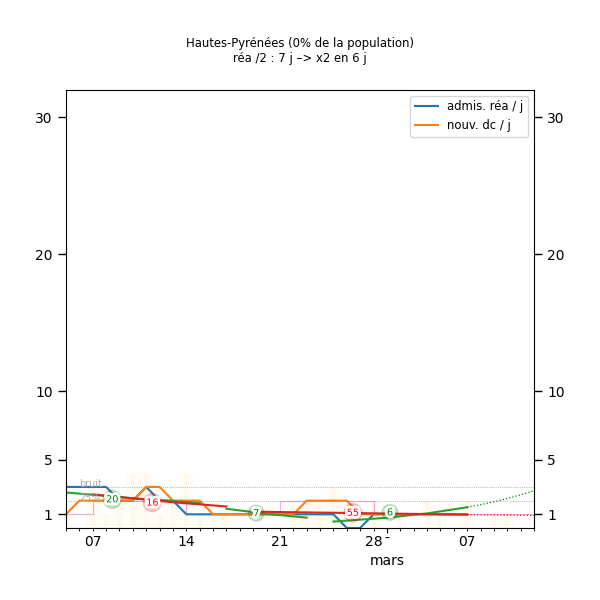 Hautes-Pyrénées (0% de la population)
réa /2 : 7 j –> x2 en 6 j
admis. réa / j
nouv. dc / j
30 30
20 20
10 10
5 5
1 1
bruit
20 16 7 55 6
07 14 21 28 07
mars